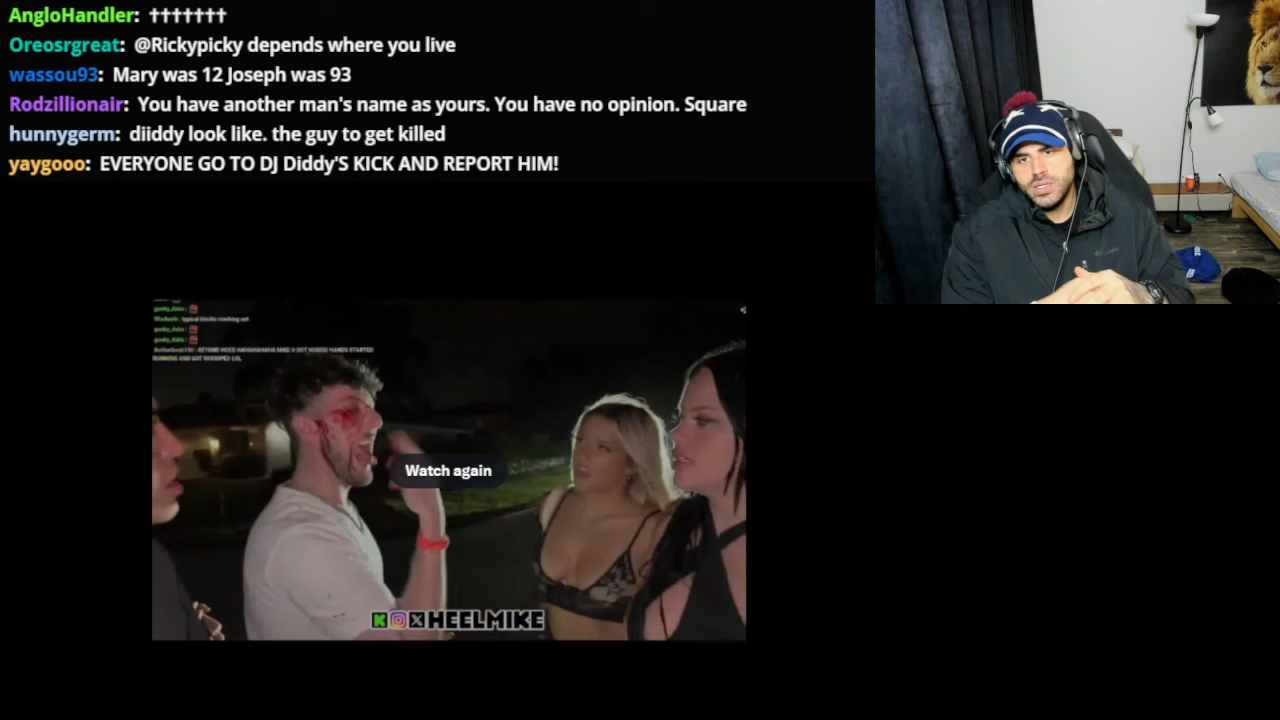 AngloHandler: †††††††
Oreosrgreat: @Rickypicky depends where you live
wassou93: Mary was 12 Joseph was 93
Rodzillionair: You have another man's name as yours. You have no opinion. Square
hunnygerm: diiddy look like. the guy to get killed
yaygooo: EVERYONE GO TO DJ Diddy'S KICK AND REPORT HIM!
Watch again
K X HEELMIKE